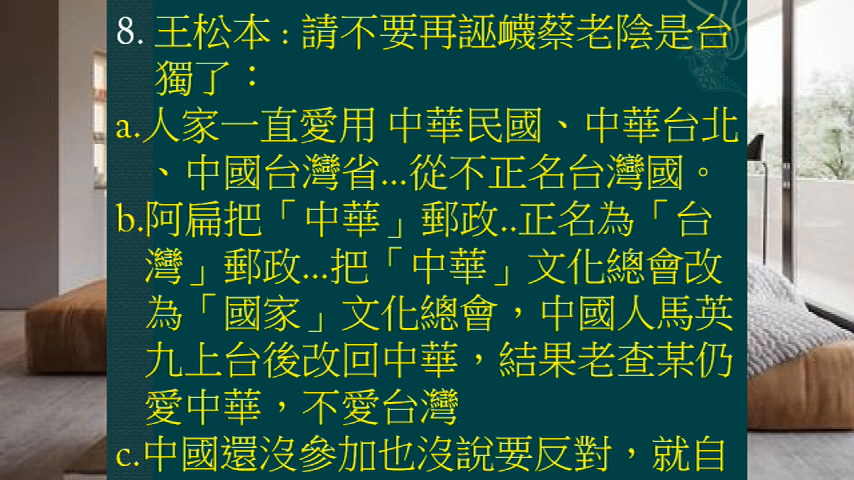 8. 王松本 : 請不要再誣衊蔡老陰是台
獨了：
a.人家一直愛用 中華民國、中華台北
、中國台灣省...從不正名台灣國。
b.阿扁把「中華」郵政..正名為「台
灣」郵政...把「中華」文化總會改
為「國家」文化總會，中國人馬英
九上台後改回中華，結果老查某仍
愛中華，不愛台灣
c.中國還沒參加也沒說要反對，就自